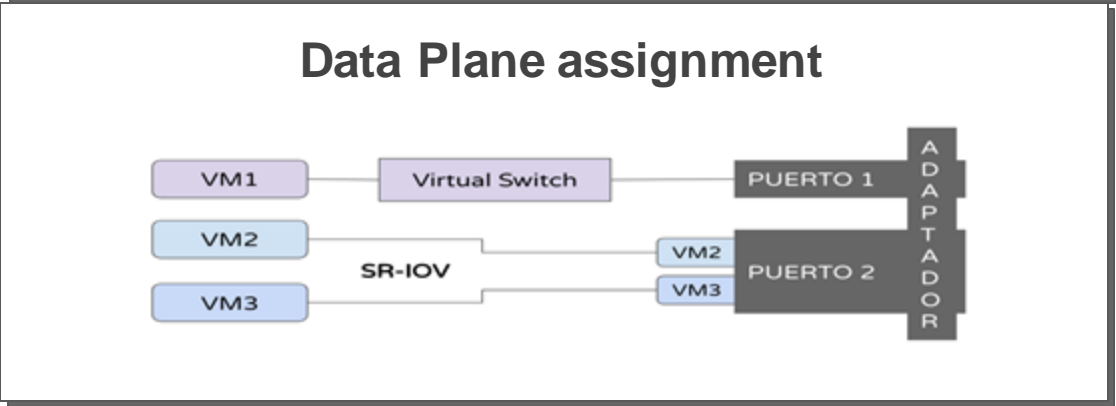 Data Plane assignment
VM1
Virtual Switch
PUERTO 1
VM2
SR-IOV
VM3
VM2
VM3
PUERTO 2
ADAPTADOR